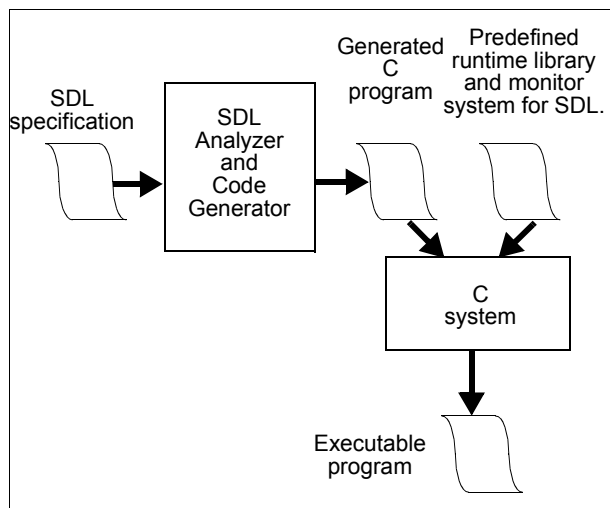 SDL
specification
SDL
Analyzer
and
Code
Generator
Generated
C
program
Predefined
runtime library
and monitor
system for SDL.
C
system
Executable
program